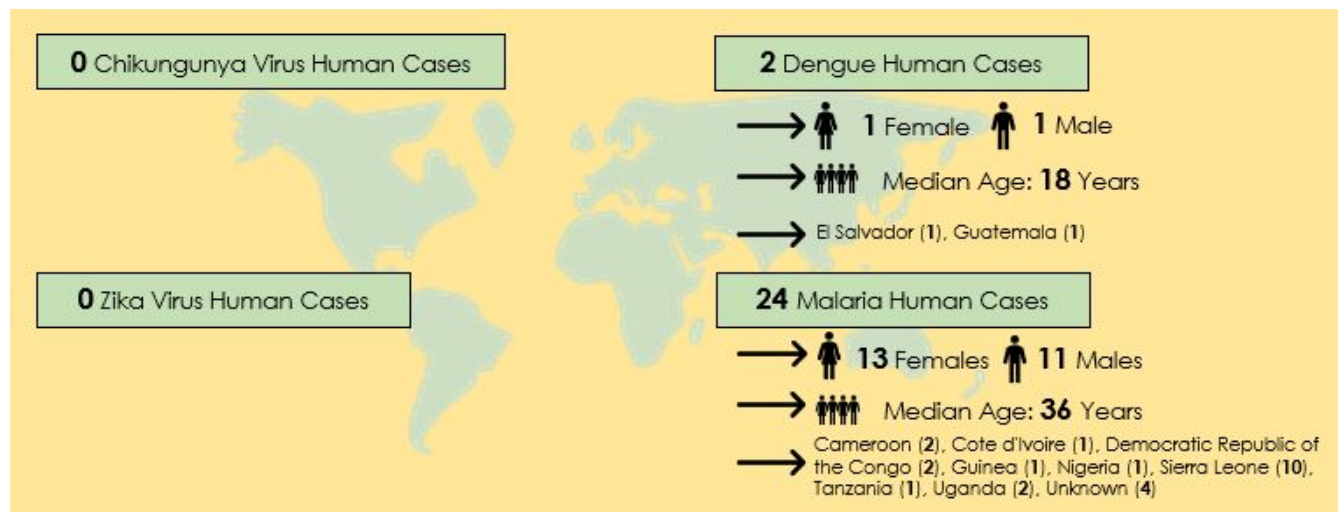 0 Chikungunya Virus Human Cases
2 Dengue Human Cases
1 Female 1 Male
Median Age: 18 Years
El Salvador (1), Guatemala (1)
0 Zika Virus Human Cases
24 Malaria Human Cases
13 Females 11 Males
Median Age: 36 Years
Cameroon (2), Cote d'Ivoire (1), Democratic Republic of
the Congo (2), Guinea (1), Nigeria (1), Sierra Leone (10),
Tanzania (1), Uganda (2), Unknown (4)